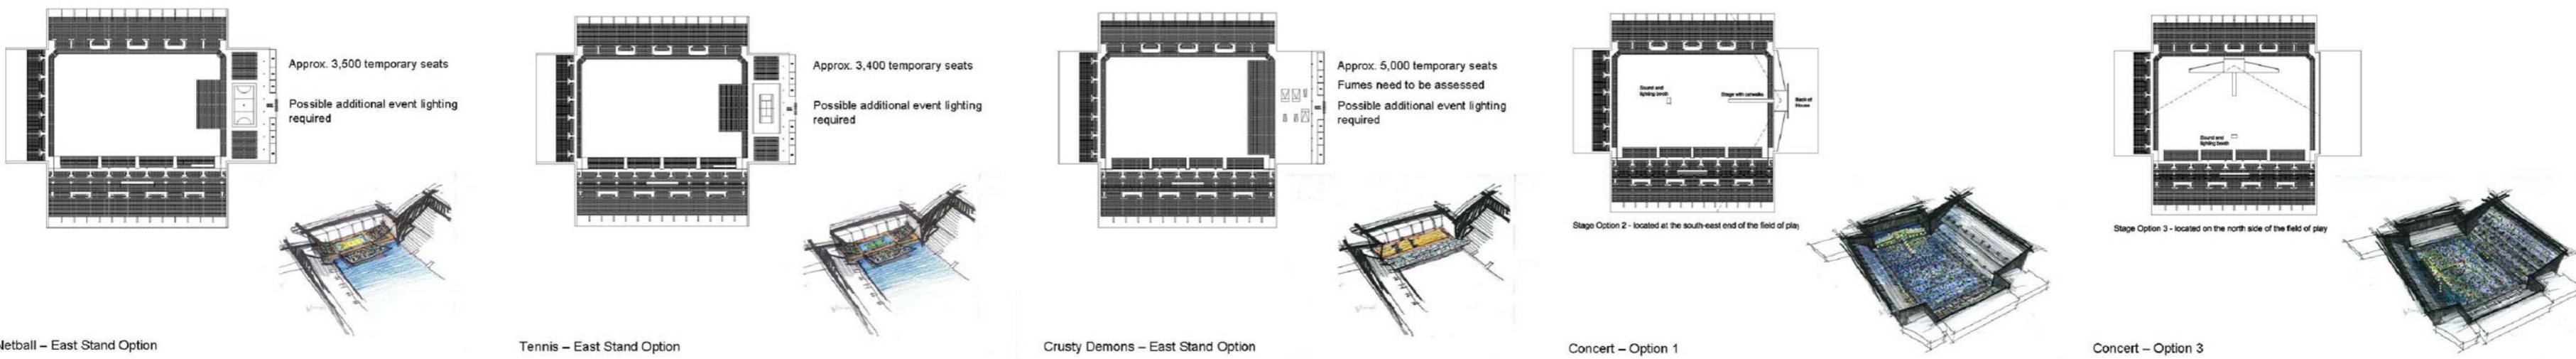 Approx. 3,500 temporary seats
Possible additional event lighting
required
Netball – East Stand Option
Approx. 3,400 temporary seats
Possible additional event lighting
required
Tennis – East Stand Option
Approx. 5,000 temporary seats
Fumes need to be assessed
Possible additional event lighting
required
Crusty Demons – East Stand Option
Sound and
lighting booth
Stage with catwalks
Back of
House
Stage Option 2 - located at the south-east end of the field of play
Concert – Option 1
Sound and
lighting booth
Stage Option 3 - located on the north side of the field of play
Concert – Option 3